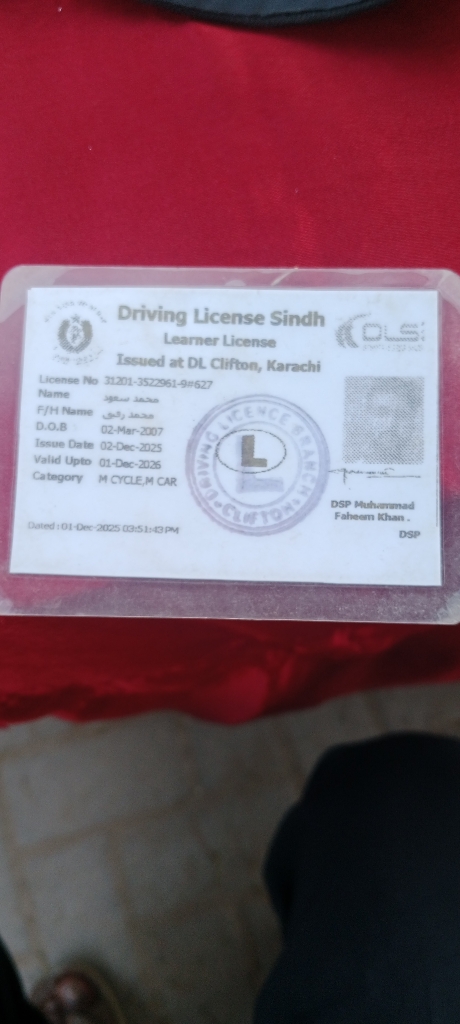 Driving License Sindh
Learner License
Issued at DL Clifton, Karachi
DLS
License No 31201-3522961-9#627
Name محمد سعود
F/H Name محمد رفیق
D.O.B 02-Mar-2007
Issue Date 02-Dec-2025
Valid Upto 01-Dec-2026
Category M CYCLE,M CAR
DRIVING LICENCE BRANCH
CLIFTON
L
DSP Muhammad
Faheem Khan .
DSP
Dated : 01-Dec-2025 03:51:43 PM